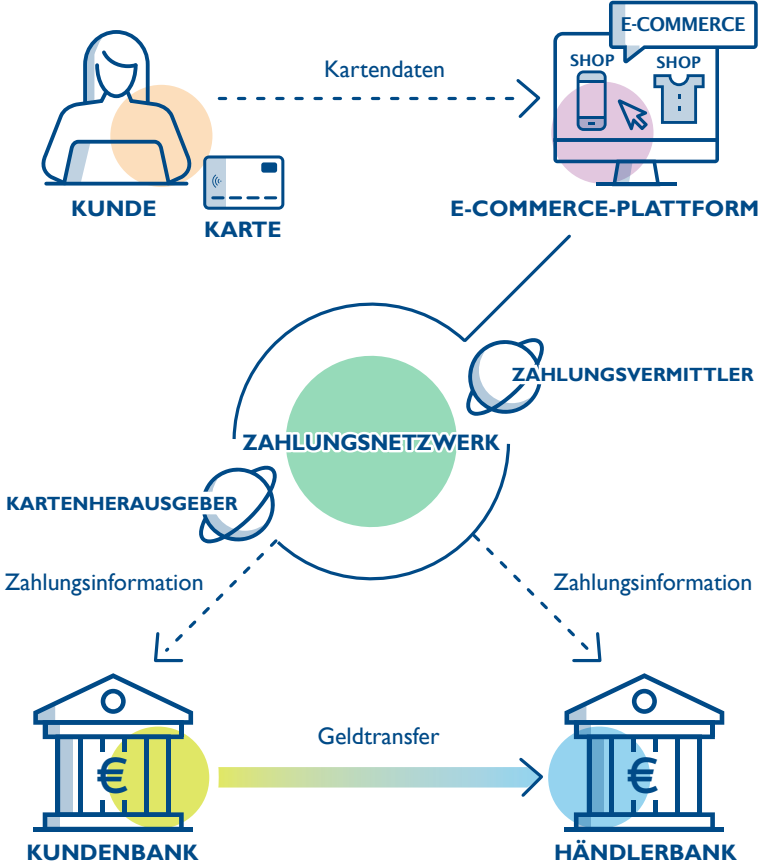 E-COMMERCE
SHOP
SHOP
Kartendaten
KUNDE
KARTE
E-COMMERCE-PLATTFORM
ZAHLUNGSVERMITTLER
ZAHLUNGSNETZWERK
KARTENHERAUSGEBER
Zahlungsinformation
Zahlungsinformation
Geldtransfer
€
€
KUNDENBANK
HÄNDLERBANK